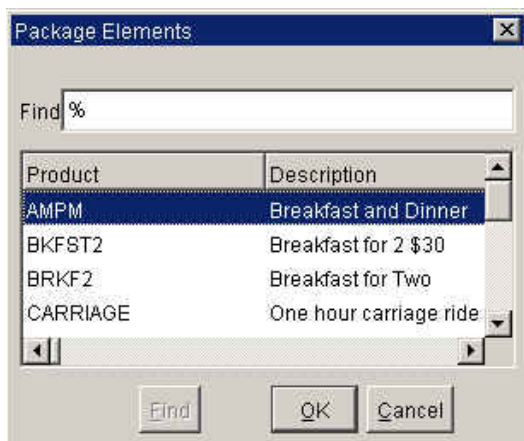 Package Elements
Find %
Product Description
AMPM Breakfast and Dinner
BKFST2 Breakfast for 2 $30
BRKF2 Breakfast for Two
CARRIAGE One hour carriage ride
Find OK Cancel